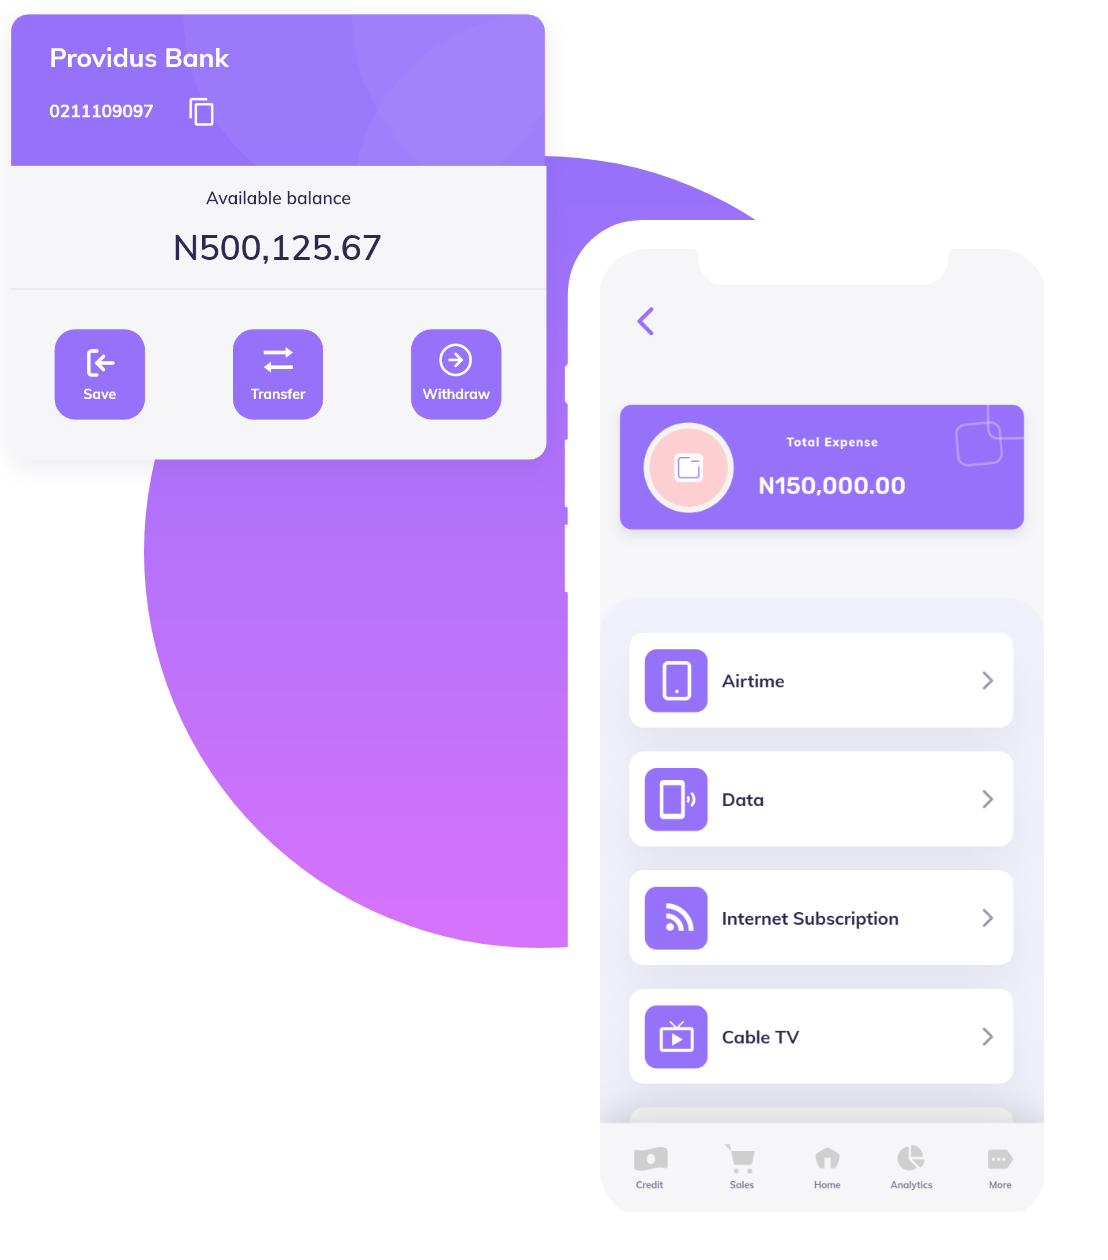 Providus Bank
0211109097
Available balance
N500,125.67
Save
Transfer
Withdraw
Total Expense
N150,000.00
Airtime
Data
Internet Subscription
Cable TV
Credit
Sales
Home
Analytics
More